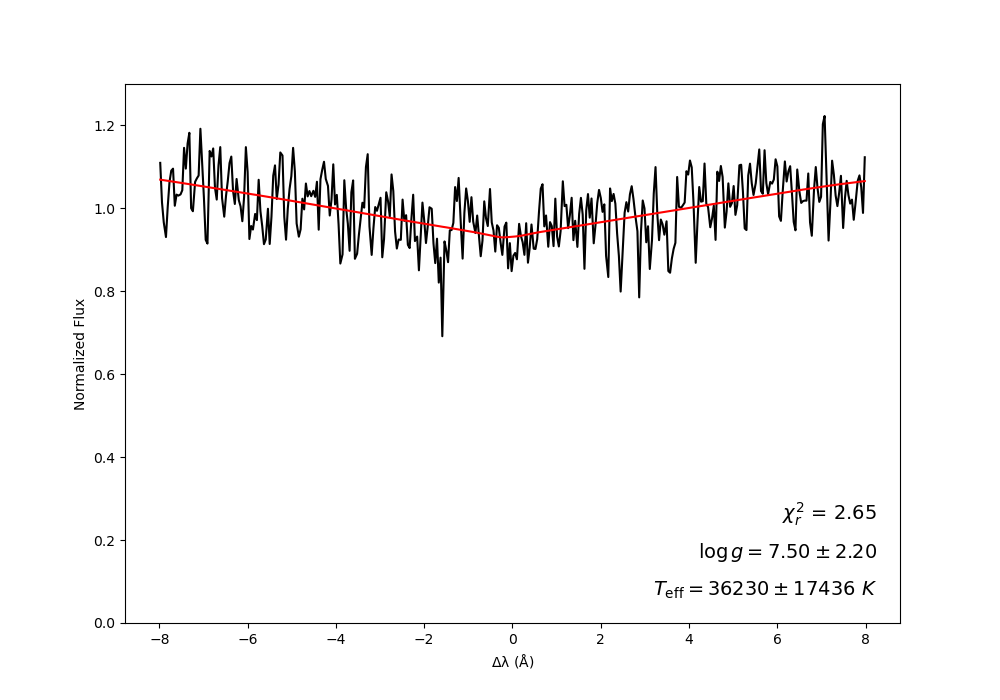 1.2
1.0
0.8
0.6
0.4
0.2
0.0
Normalized Flux
χ²ᵣ = 2.65
log g = 7.50 ± 2.20
T_eff = 36230 ± 17436 K
−8 −6 −4 −2 0 2 4 6 8
Δλ (Å)